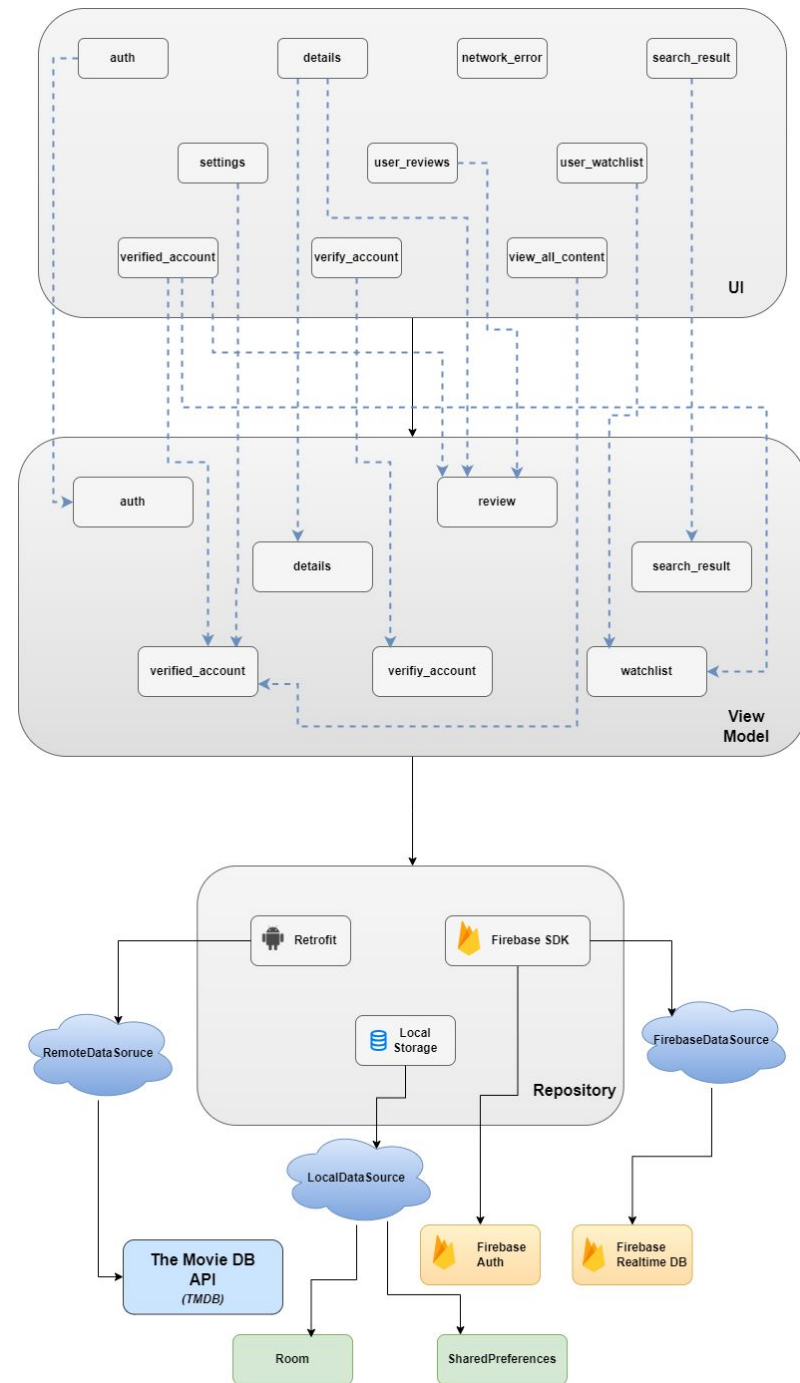 auth
details
network_error
search_result
settings
user_reviews
user_watchlist
verified_account
verify_account
view_all_content
UI
auth
review
details
search_result
verified_account
verifiy_account
watchlist
View
Model
Retrofit
Firebase SDK
RemoteDataSoruce
Local
Storage
FirebaseDataSource
Repository
LocalDataSource
The Movie DB
API
(TMDB)
Firebase
Auth
Firebase
Realtime DB
Room
SharedPreferences